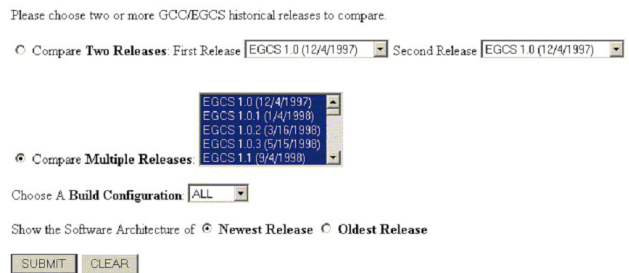 Please choose two or more GCC/EGCS historical releases to compare.
Compare Two Releases: First Release EGCS 1.0 (12/4/1997) Second Release EGCS 1.0 (12/4/1997)
EGCS 1.0 (12/4/1997)
EGCS 1.0.1 (1/4/1998)
EGCS 1.0.2 (3/16/1998)
EGCS 1.0.3 (5/15/1998)
Compare Multiple Releases: EGCS 1.1 (9/4/1998)
Choose A Build Configuration: ALL
Show the Software Architecture of Newest Release Oldest Release
SUBMIT CLEAR